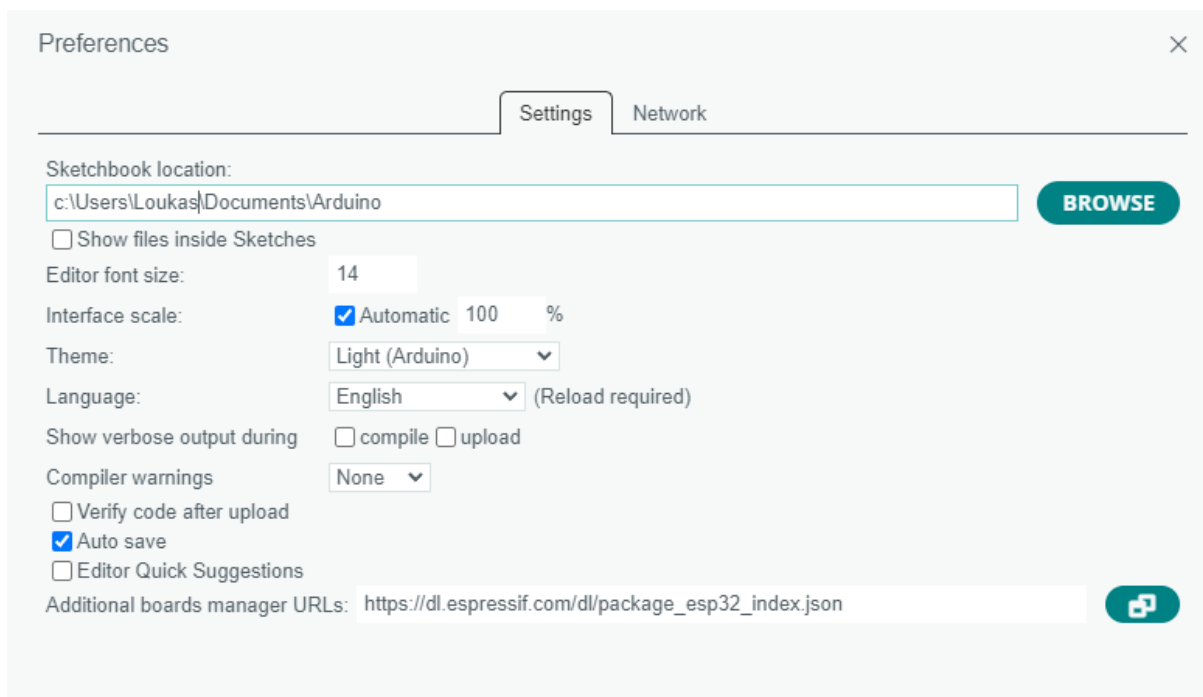 Preferences
Settings Network
Sketchbook location:
c:\Users\Loukas\Documents\Arduino
BROWSE
Show files inside Sketches
Editor font size: 14
Interface scale: Automatic 100 %
Theme: Light (Arduino)
Language: English (Reload required)
Show verbose output during compile upload
Compiler warnings None
Verify code after upload
Auto save
Editor Quick Suggestions
Additional boards manager URLs: https://dl.espressif.com/dl/package_esp32_index.json